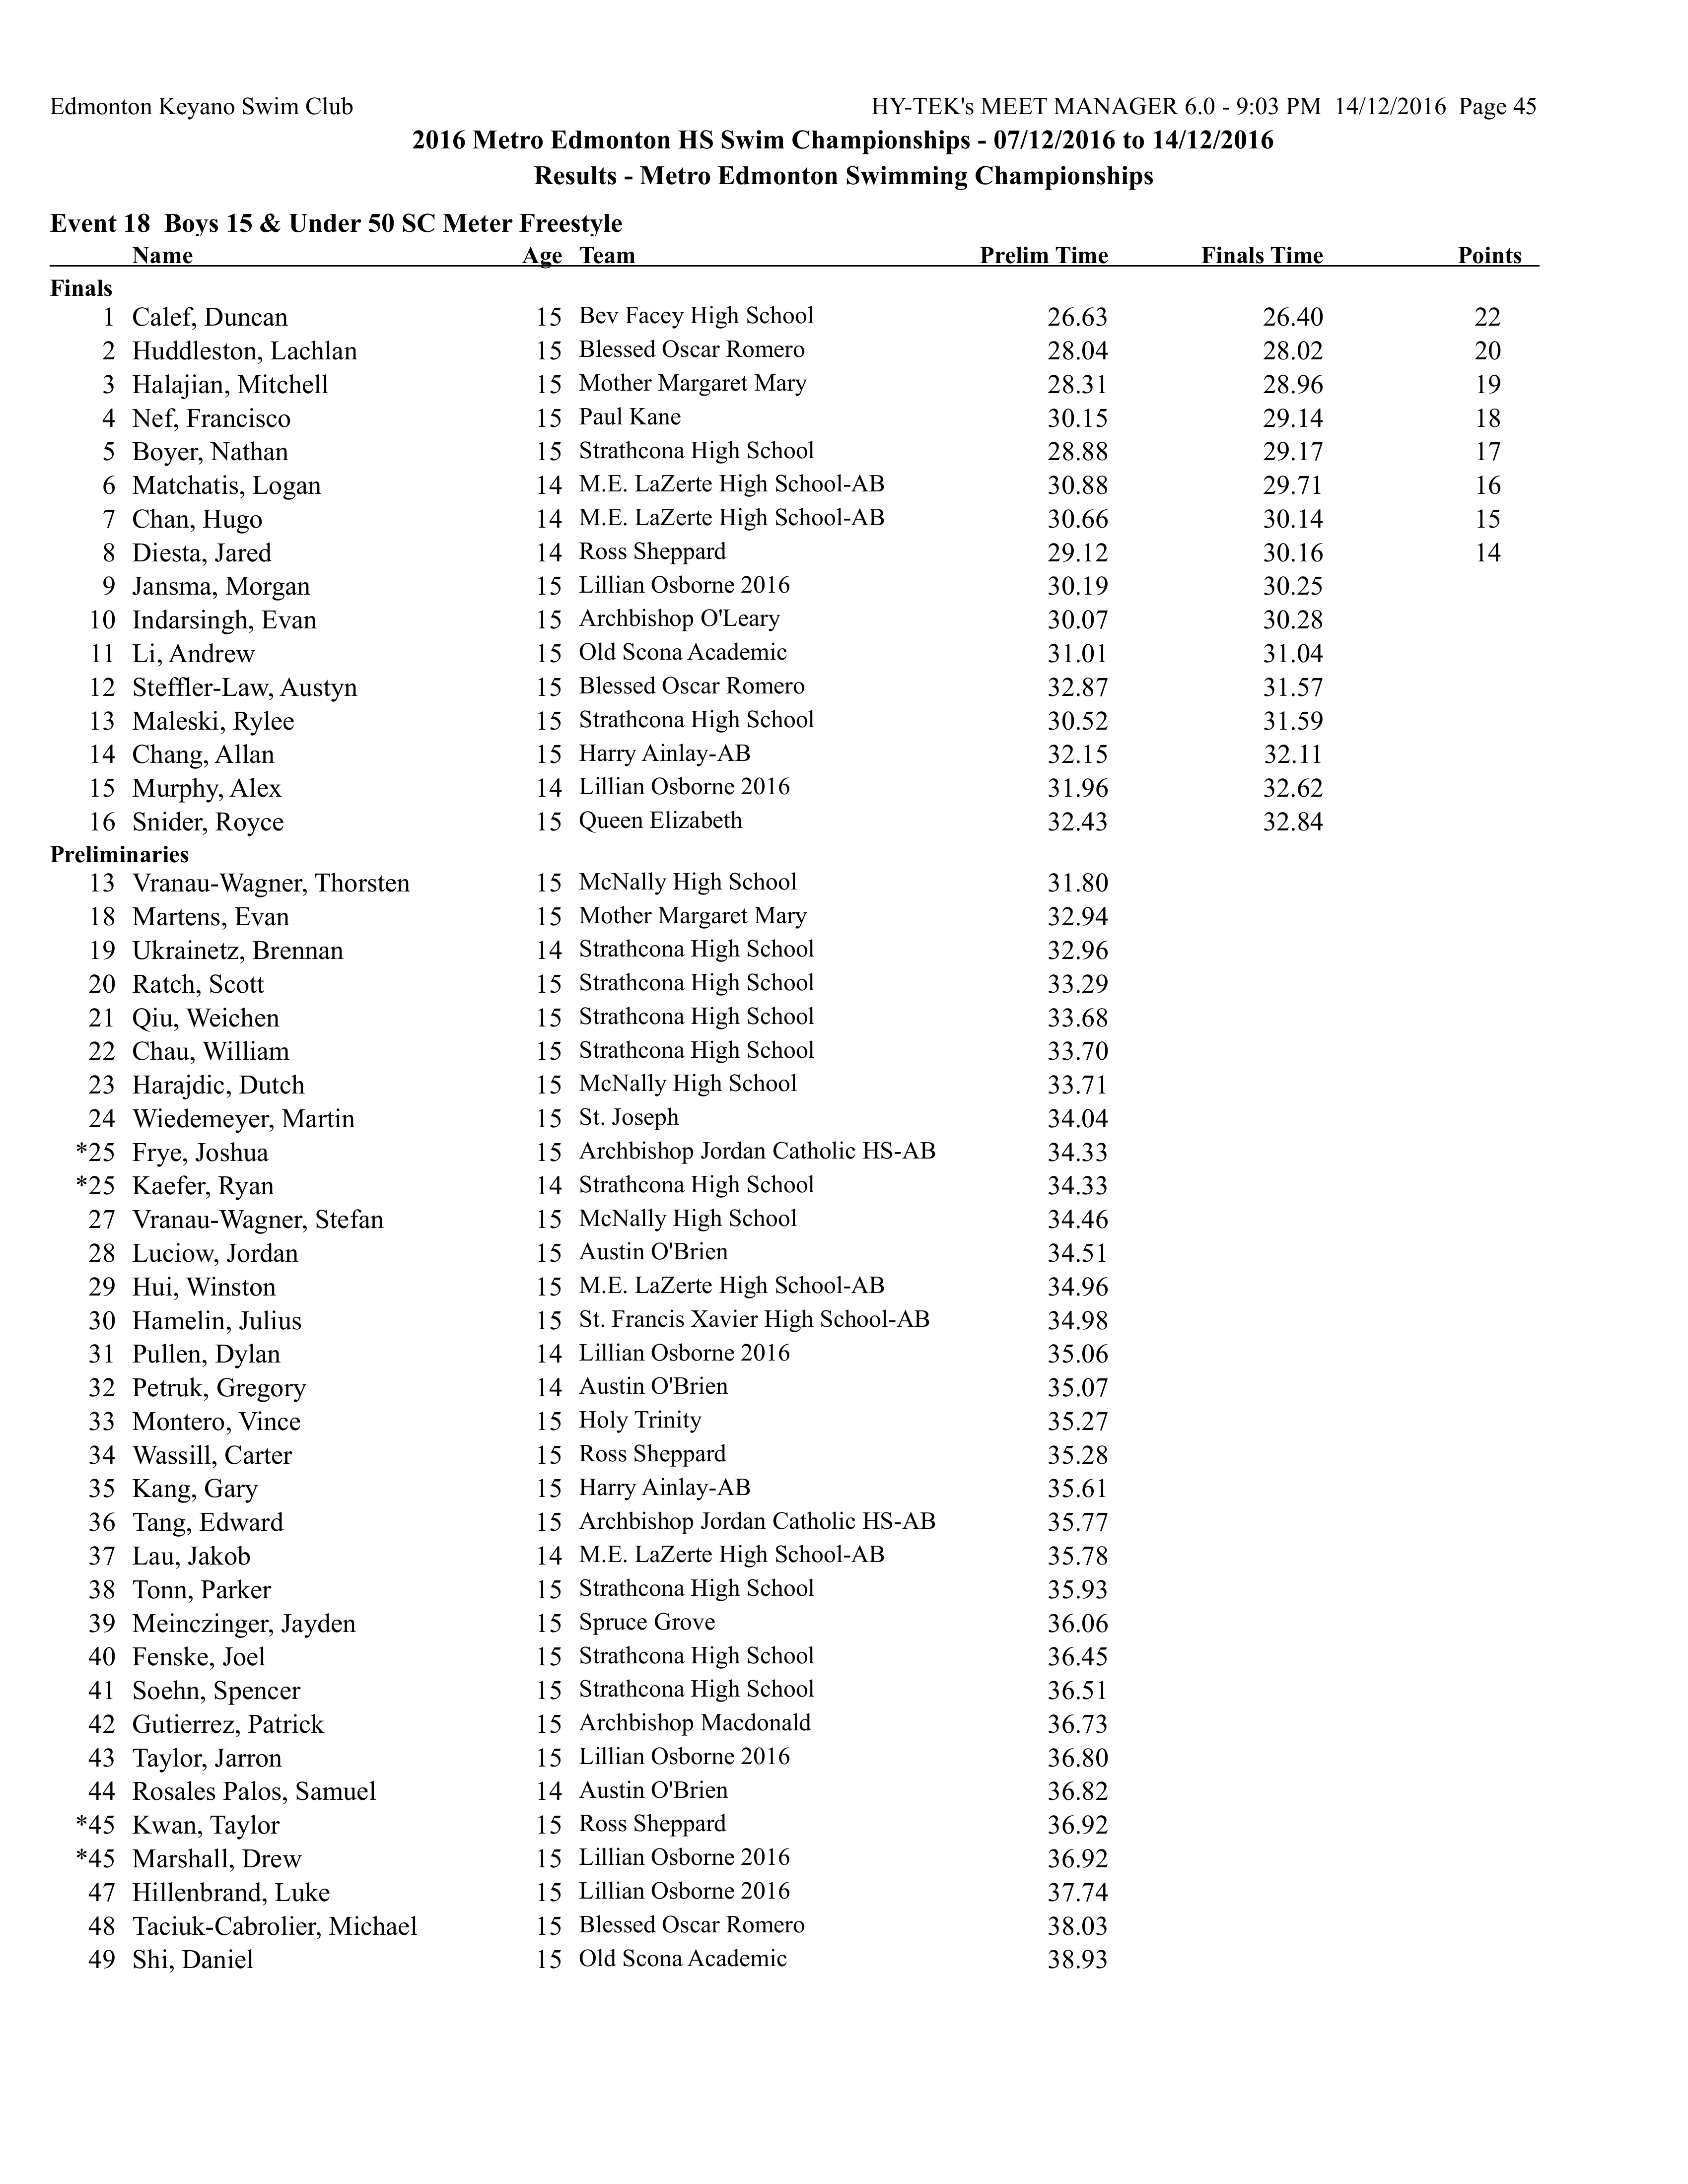 Edmonton Keyano Swim Club HY-TEK's MEET MANAGER 6.0 - 9:03 PM 14/12/2016 Page 45
2016 Metro Edmonton HS Swim Championships - 07/12/2016 to 14/12/2016
Results - Metro Edmonton Swimming Championships
Event 18 Boys 15 & Under 50 SC Meter Freestyle
Name Age Team Prelim Time Finals Time Points
Finals
1 Calef, Duncan 15 Bev Facey High School 26.63 26.40 22
2 Huddleston, Lachlan 15 Blessed Oscar Romero 28.04 28.02 20
3 Halajian, Mitchell 15 Mother Margaret Mary 28.31 28.96 19
4 Nef, Francisco 15 Paul Kane 30.15 29.14 18
5 Boyer, Nathan 15 Strathcona High School 28.88 29.17 17
6 Matchatis, Logan 14 M.E. LaZerte High School-AB 30.88 29.71 16
7 Chan, Hugo 14 M.E. LaZerte High School-AB 30.66 30.14 15
8 Diesta, Jared 14 Ross Sheppard 29.12 30.16 14
9 Jansma, Morgan 15 Lillian Osborne 2016 30.19 30.25
10 Indarsingh, Evan 15 Archbishop O'Leary 30.07 30.28
11 Li, Andrew 15 Old Scona Academic 31.01 31.04
12 Steffler-Law, Austyn 15 Blessed Oscar Romero 32.87 31.57
13 Maleski, Rylee 15 Strathcona High School 30.52 31.59
14 Chang, Allan 15 Harry Ainlay-AB 32.15 32.11
15 Murphy, Alex 14 Lillian Osborne 2016 31.96 32.62
16 Snider, Royce 15 Queen Elizabeth 32.43 32.84
Preliminaries
13 Vranau-Wagner, Thorsten 15 McNally High School 31.80
18 Martens, Evan 15 Mother Margaret Mary 32.94
19 Ukrainetz, Brennan 14 Strathcona High School 32.96
20 Ratch, Scott 15 Strathcona High School 33.29
21 Qiu, Weichen 15 Strathcona High School 33.68
22 Chau, William 15 Strathcona High School 33.70
23 Harajdic, Dutch 15 McNally High School 33.71
24 Wiedemeyer, Martin 15 St. Joseph 34.04
*25 Frye, Joshua 15 Archbishop Jordan Catholic HS-AB 34.33
*25 Kaefer, Ryan 14 Strathcona High School 34.33
27 Vranau-Wagner, Stefan 15 McNally High School 34.46
28 Luciow, Jordan 15 Austin O'Brien 34.51
29 Hui, Winston 15 M.E. LaZerte High School-AB 34.96
30 Hamelin, Julius 15 St. Francis Xavier High School-AB 34.98
31 Pullen, Dylan 14 Lillian Osborne 2016 35.06
32 Petruk, Gregory 14 Austin O'Brien 35.07
33 Montero, Vince 15 Holy Trinity 35.27
34 Wassill, Carter 15 Ross Sheppard 35.28
35 Kang, Gary 15 Harry Ainlay-AB 35.61
36 Tang, Edward 15 Archbishop Jordan Catholic HS-AB 35.77
37 Lau, Jakob 14 M.E. LaZerte High School-AB 35.78
38 Tonn, Parker 15 Strathcona High School 35.93
39 Meinczinger, Jayden 15 Spruce Grove 36.06
40 Fenske, Joel 15 Strathcona High School 36.45
41 Soehn, Spencer 15 Strathcona High School 36.51
42 Gutierrez, Patrick 15 Archbishop Macdonald 36.73
43 Taylor, Jarron 15 Lillian Osborne 2016 36.80
44 Rosales Palos, Samuel 14 Austin O'Brien 36.82
*45 Kwan, Taylor 15 Ross Sheppard 36.92
*45 Marshall, Drew 15 Lillian Osborne 2016 36.92
47 Hillenbrand, Luke 15 Lillian Osborne 2016 37.74
48 Taciuk-Cabrolier, Michael 15 Blessed Oscar Romero 38.03
49 Shi, Daniel 15 Old Scona Academic 38.93